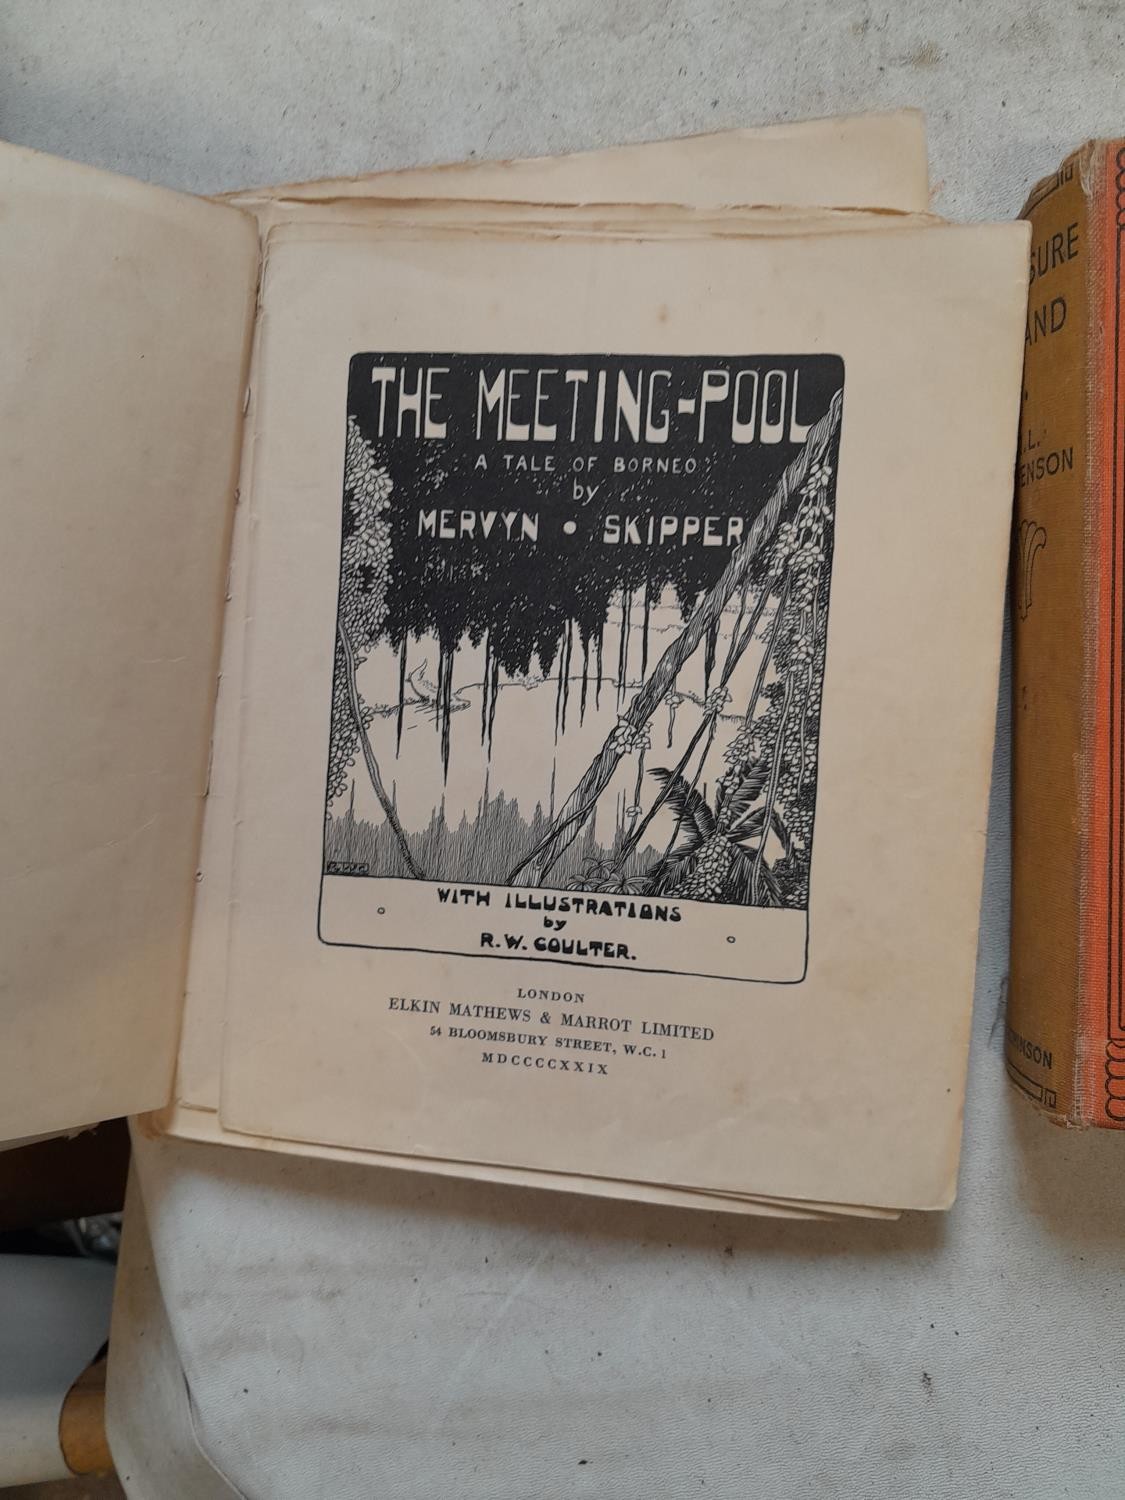 THE MEETING-POOL
A TALE OF BORNEO
by
MERVYN • SKIPPER
WITH ILLUSTRATIONS
by
R. W. COULTER.
LONDON
ELKIN MATHEWS & MARROT LIMITED
54 BLOOMSBURY STREET, W.C. 1
MDCCCCXXIX
SURE
AND
.L.
ENSON
INSON